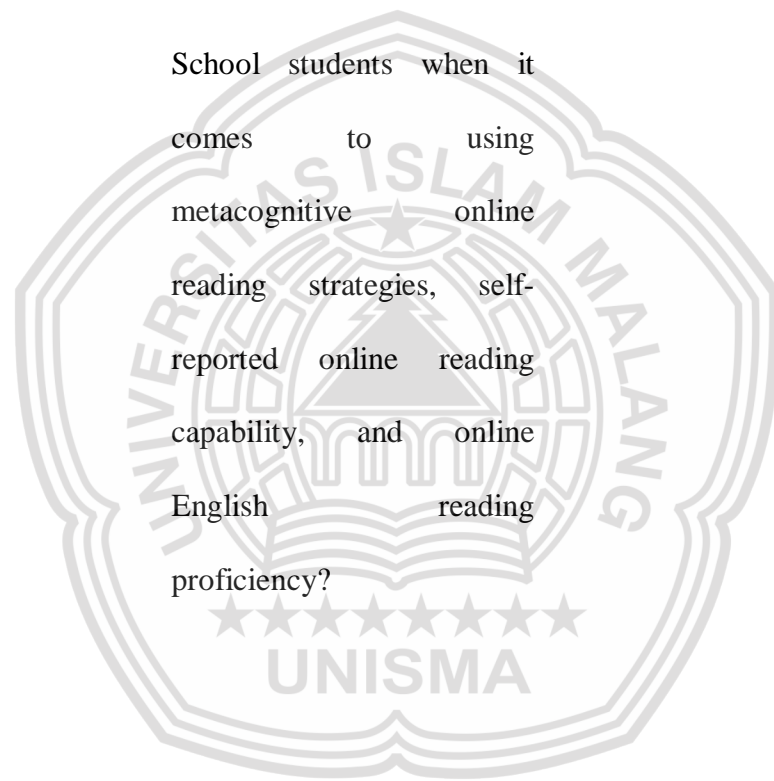 School students when it
comes to using
metacognitive online
reading strategies, self-
reported online reading
capability, and online
English reading
proficiency?
UNIVERSITAS ISLAM MALANG
UNISMA